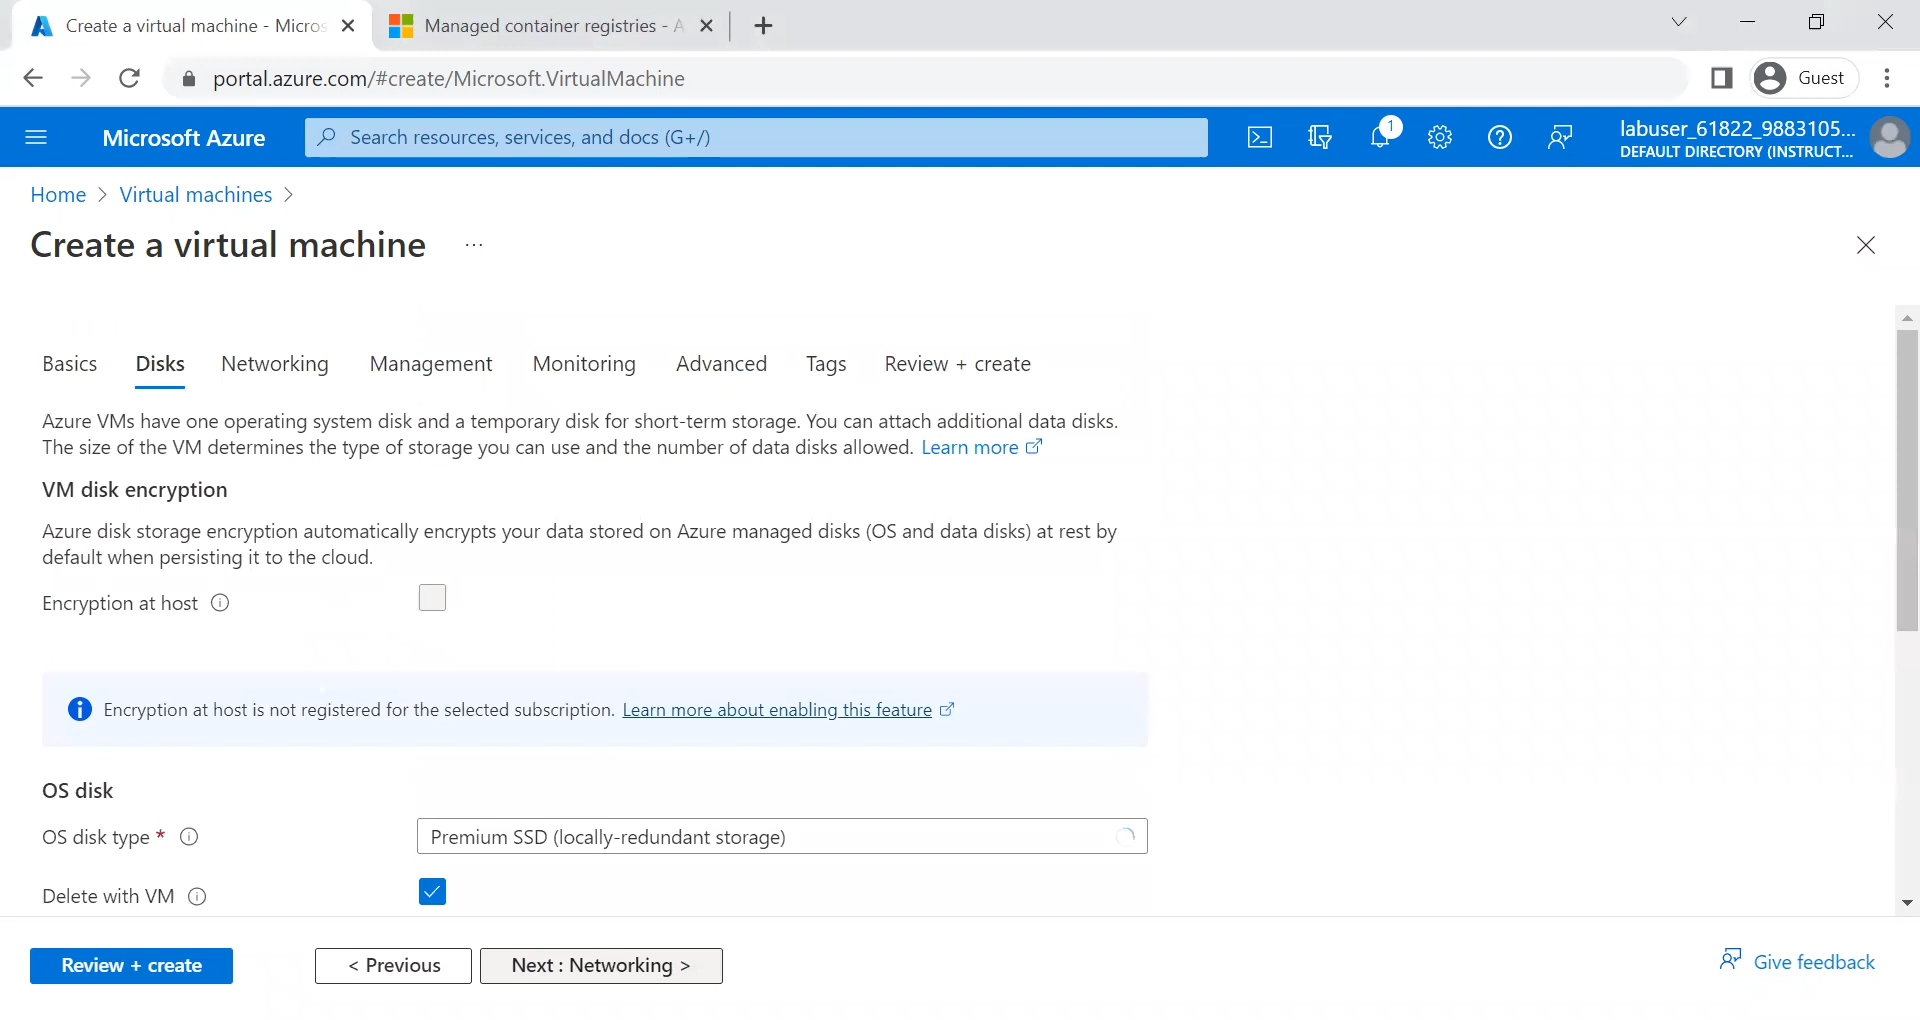 Create a virtual machine - Micros
Managed container registries - A
portal.azure.com/#create/Microsoft.VirtualMachine
Guest
Microsoft Azure
Search resources, services, and docs (G+/)
1
labuser_61822_9883105...
DEFAULT DIRECTORY (INSTRUCT...
Home > Virtual machines >
Create a virtual machine ...
Basics Disks Networking Management Monitoring Advanced Tags Review + create
Azure VMs have one operating system disk and a temporary disk for short-term storage. You can attach additional data disks.
The size of the VM determines the type of storage you can use and the number of data disks allowed. Learn more
VM disk encryption
Azure disk storage encryption automatically encrypts your data stored on Azure managed disks (OS and data disks) at rest by
default when persisting it to the cloud.
Encryption at host
Encryption at host is not registered for the selected subscription. Learn more about enabling this feature
OS disk
OS disk type *
Premium SSD (locally-redundant storage)
Delete with VM
Review + create
< Previous
Next : Networking >
Give feedback